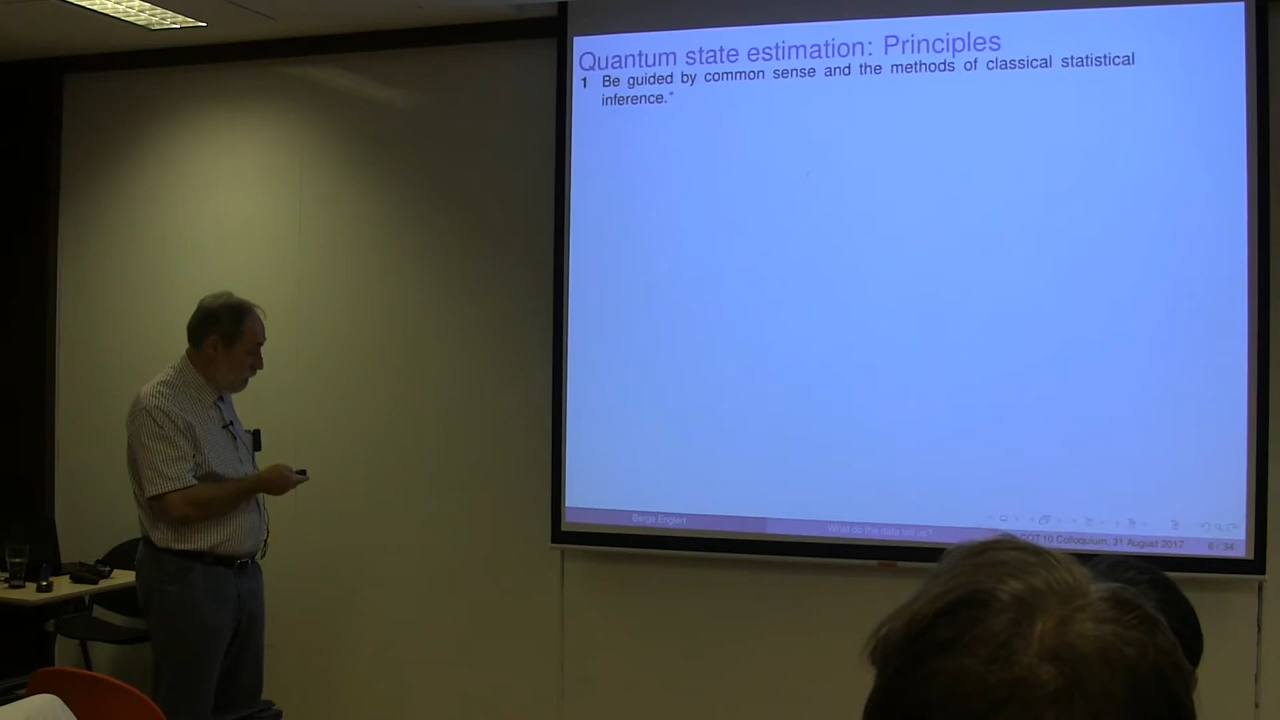 Quantum state estimation: Principles
1 Be guided by common sense and the methods of classical statistical
inference.*
Berge Englert
What do the data tell us?
CQT 10 Colloquium, 31 August 2017
6 / 34